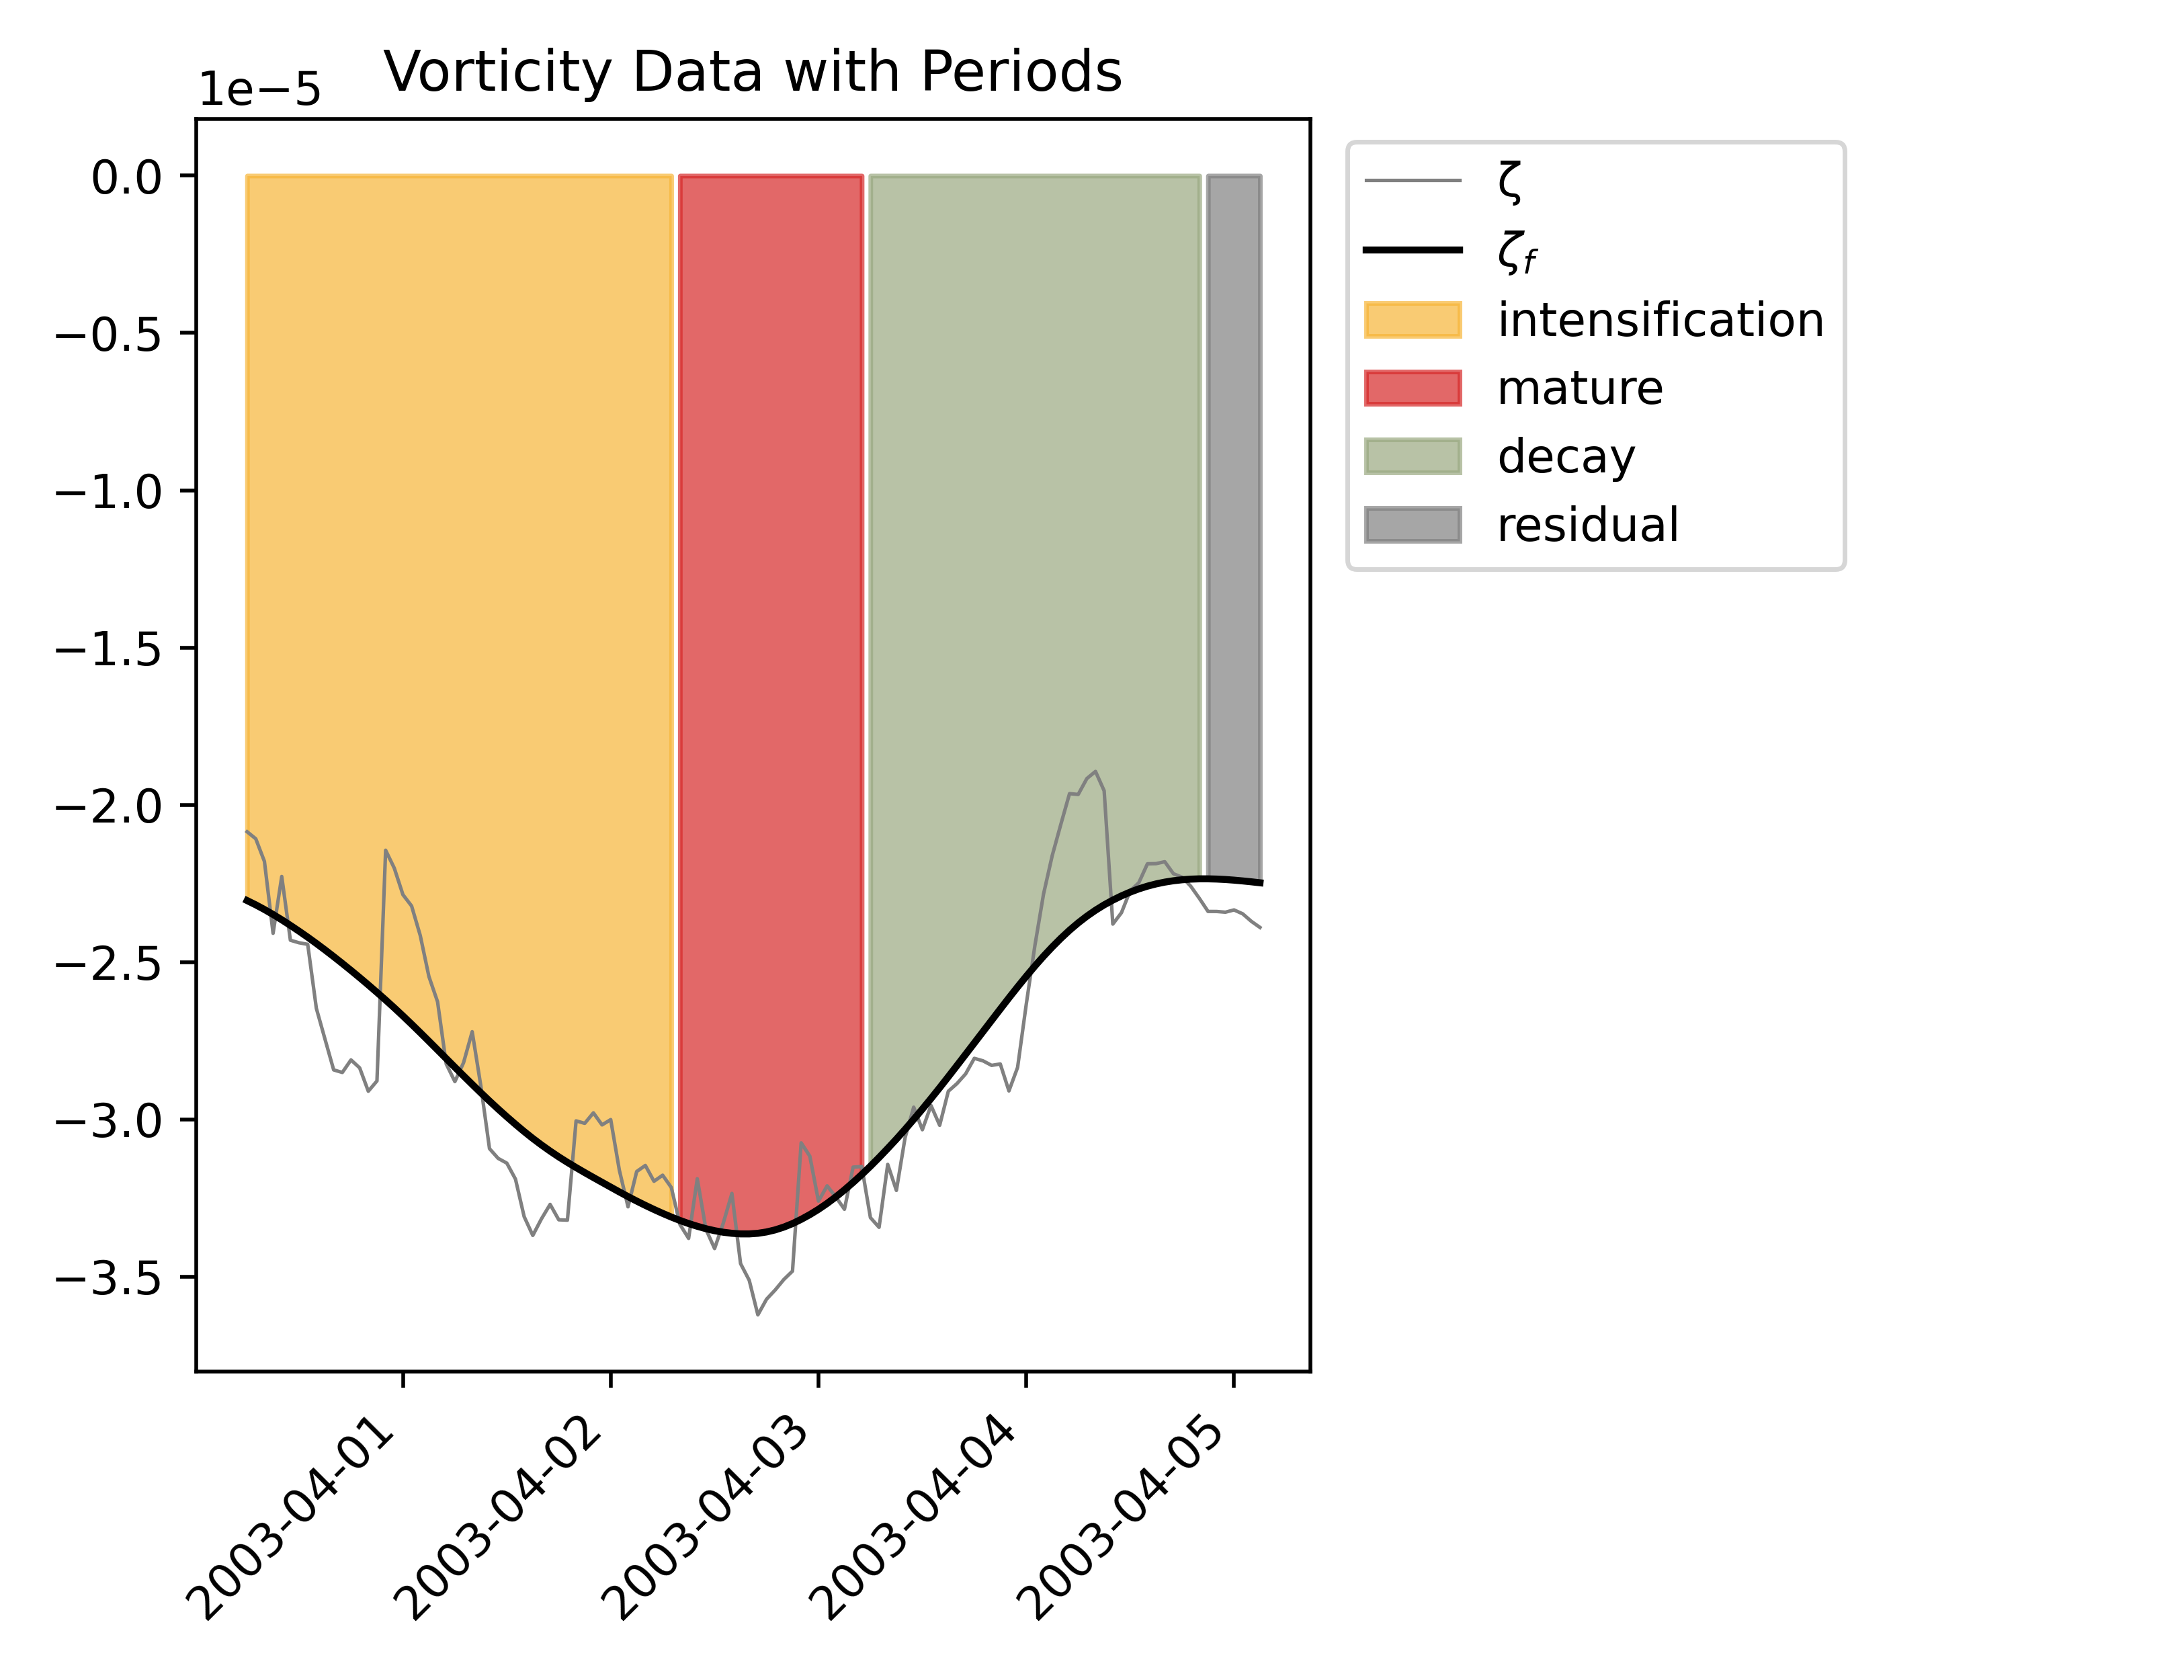 Vorticity Data with Periods
1e−5
0.0
−0.5
−1.0
−1.5
−2.0
−2.5
−3.0
−3.5
2003-04-01
2003-04-02
2003-04-03
2003-04-04
2003-04-05
ζ
ζf
intensification
mature
decay
residual